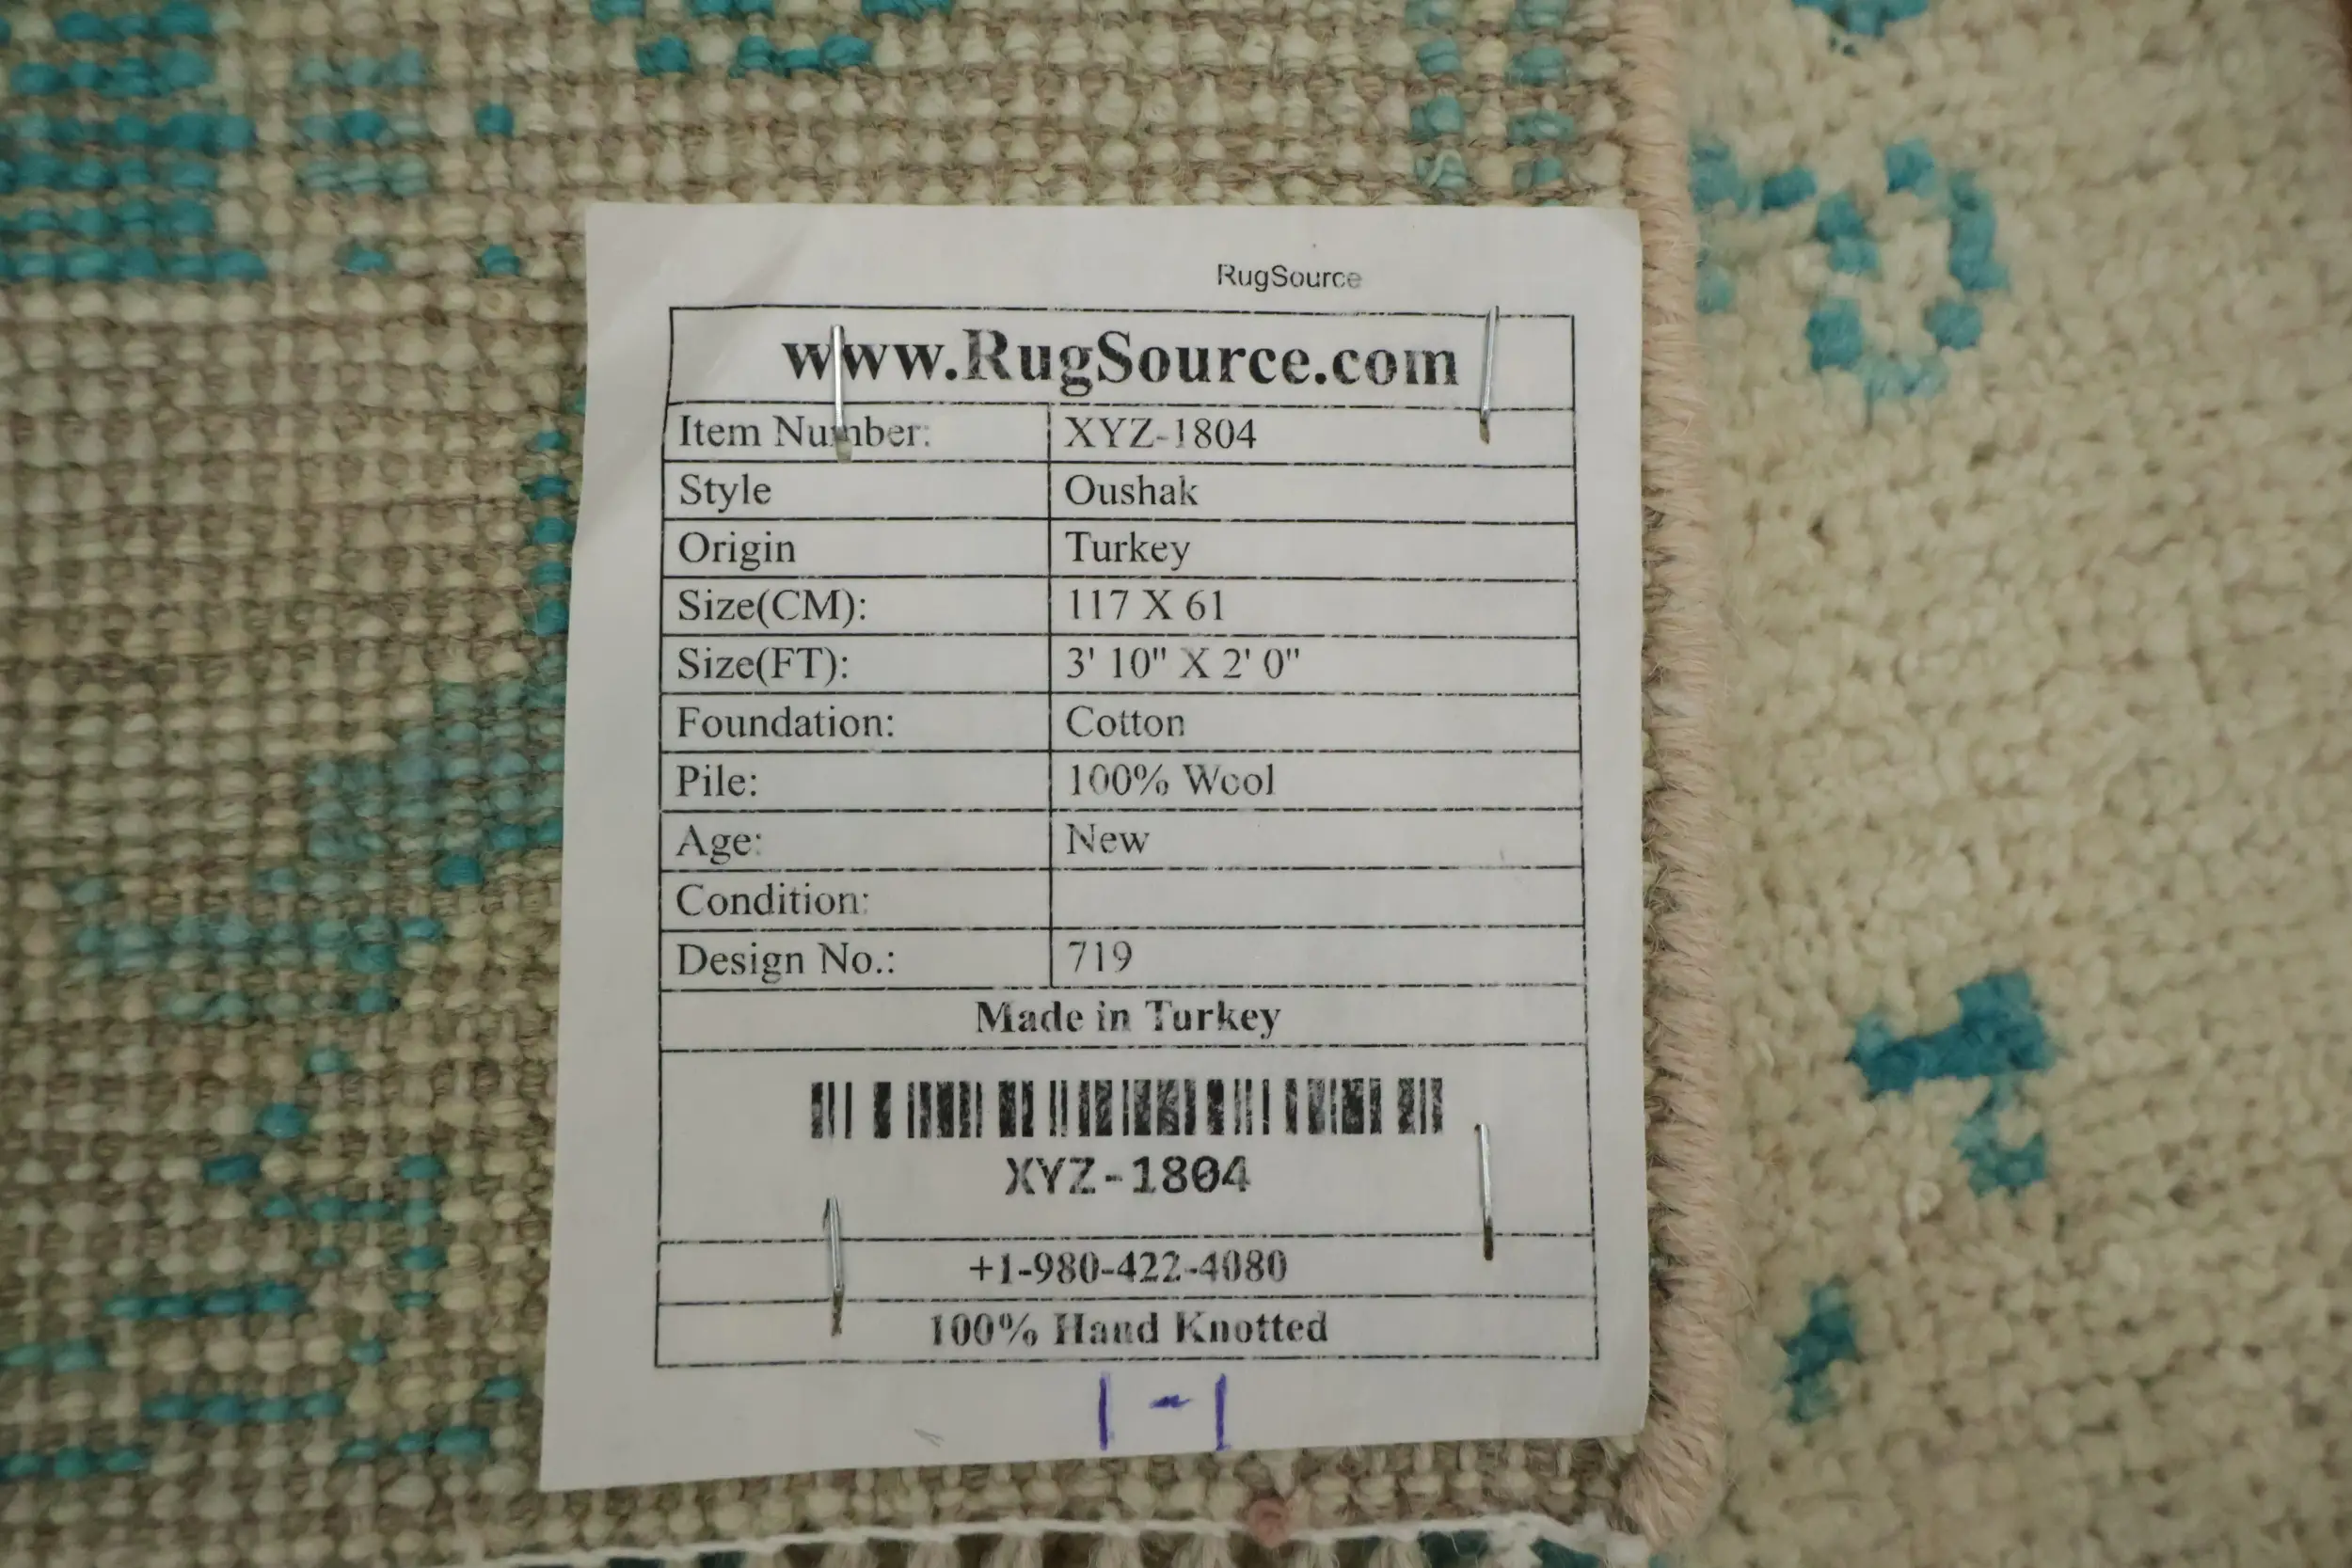 RugSource
www.RugSource.com
Item Number: XYZ-1804
Style Oushak
Origin Turkey
Size(CM): 117 X 61
Size(FT): 3' 10" X 2' 0"
Foundation: Cotton
Pile: 100% Wool
Age: New
Condition:
Design No.: 719
Made in Turkey
XYZ-1804
+1-980-422-4080
100% Hand Knotted
1-1